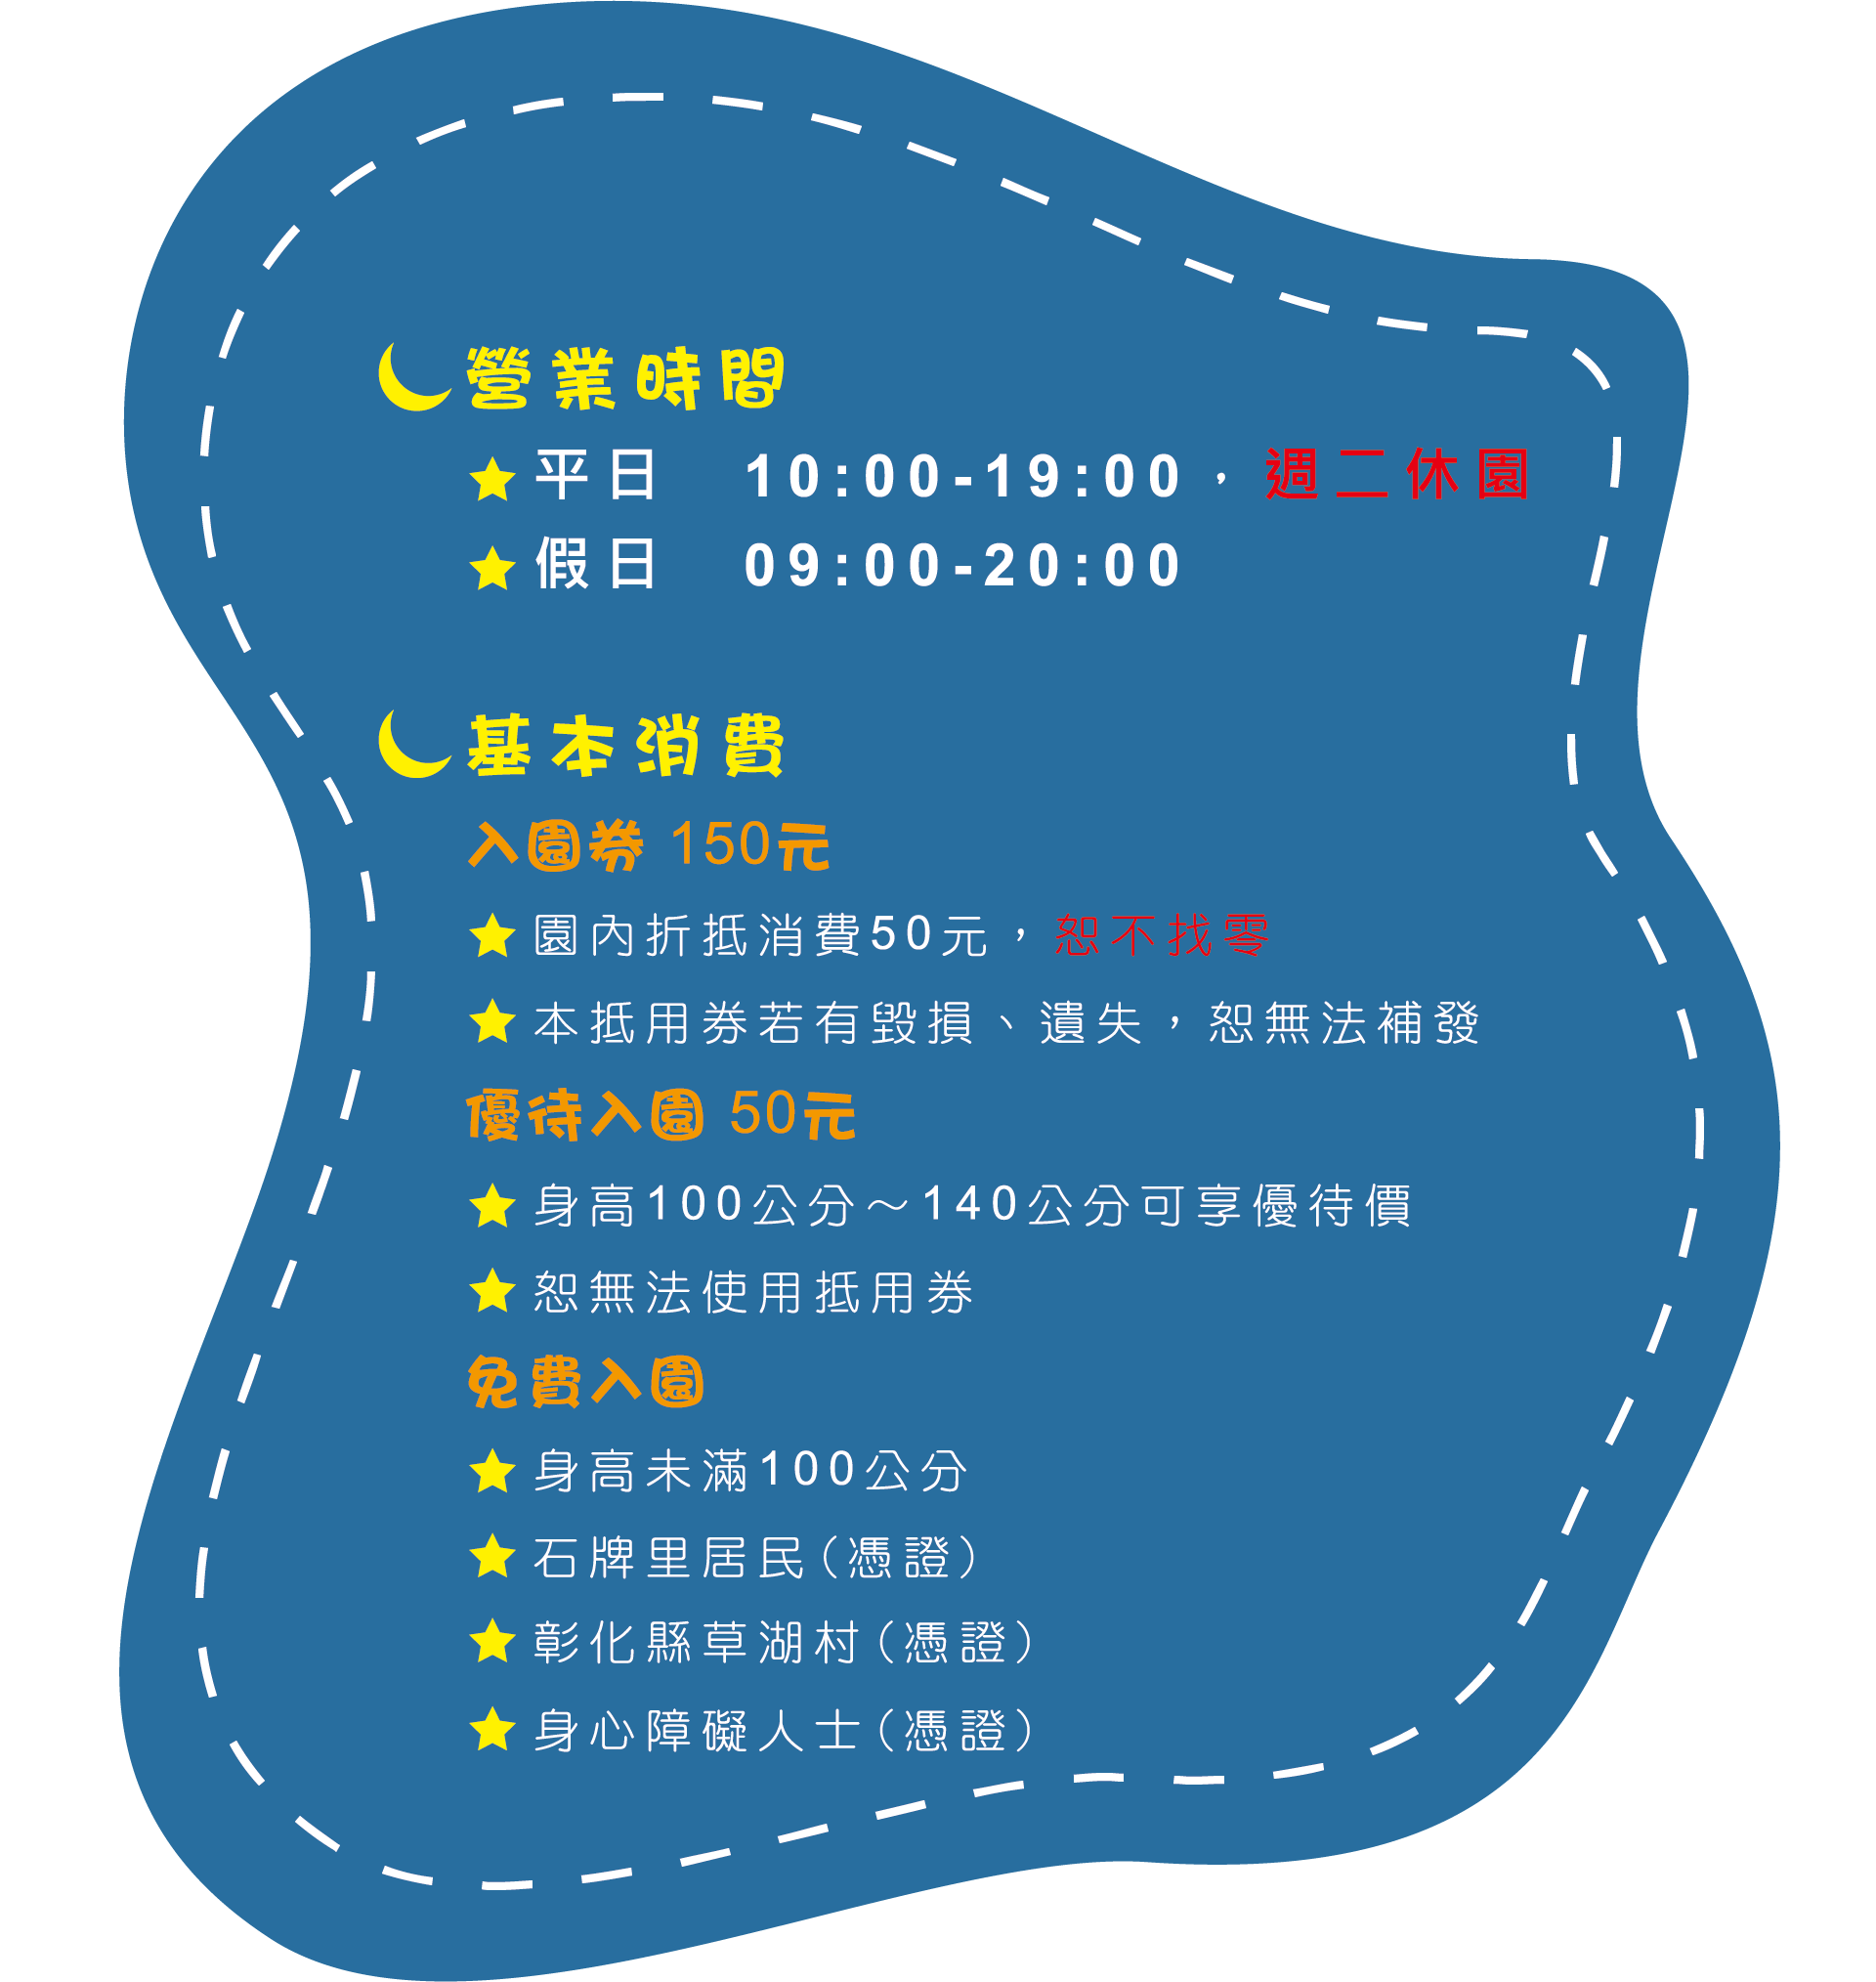 營業時間
平日 10:00-19:00，週二休園
假日 09:00-20:00
基本消費
入園券 150元
園內折抵消費50元，恕不找零
本抵用券若有毀損、遺失，恕無法補發
優待入園 50元
身高100公分～140公分可享優待價
恕無法使用抵用券
免費入園
身高未滿100公分
石牌里居民(憑證)
彰化縣草湖村(憑證)
身心障礙人士(憑證)